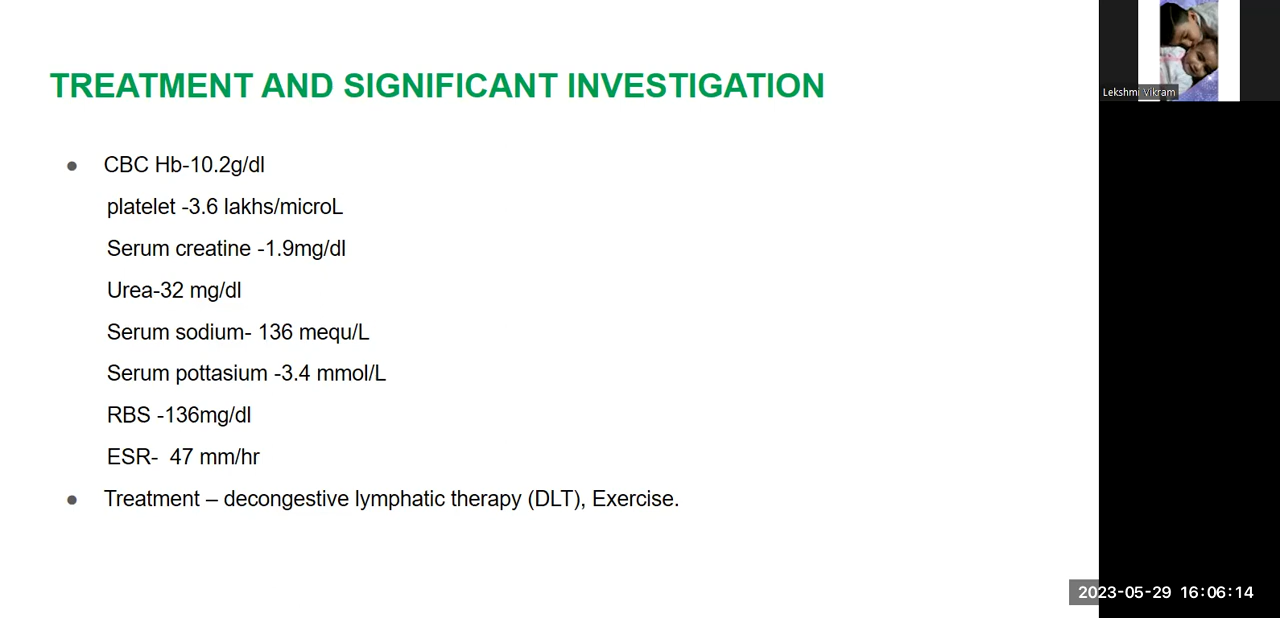 TREATMENT AND SIGNIFICANT INVESTIGATION
Lekshmi Vikram
● CBC Hb-10.2g/dl
platelet -3.6 lakhs/microL
Serum creatine -1.9mg/dl
Urea-32 mg/dl
Serum sodium- 136 mequ/L
Serum pottasium -3.4 mmol/L
RBS -136mg/dl
ESR-  47 mm/hr
● Treatment – decongestive lymphatic therapy (DLT), Exercise.
2023-05-29 16:06:14